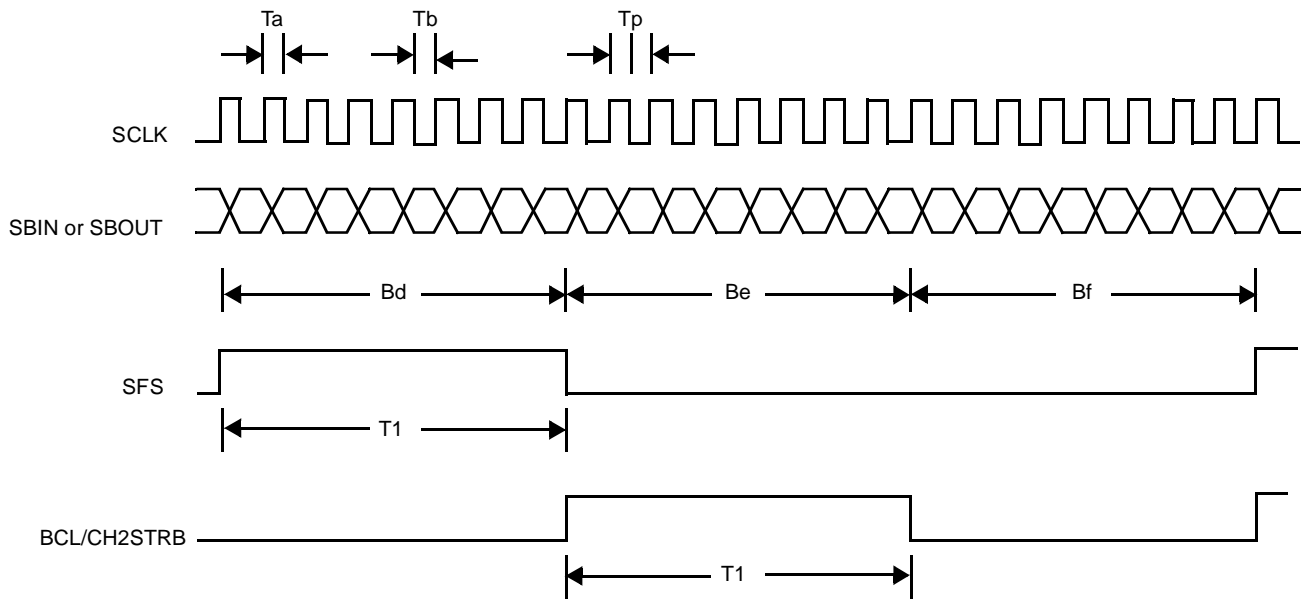 Ta Tb Tp
SCLK
SBIN or SBOUT
Bd Be Bf
SFS
T1
BCL/CH2STRB
T1